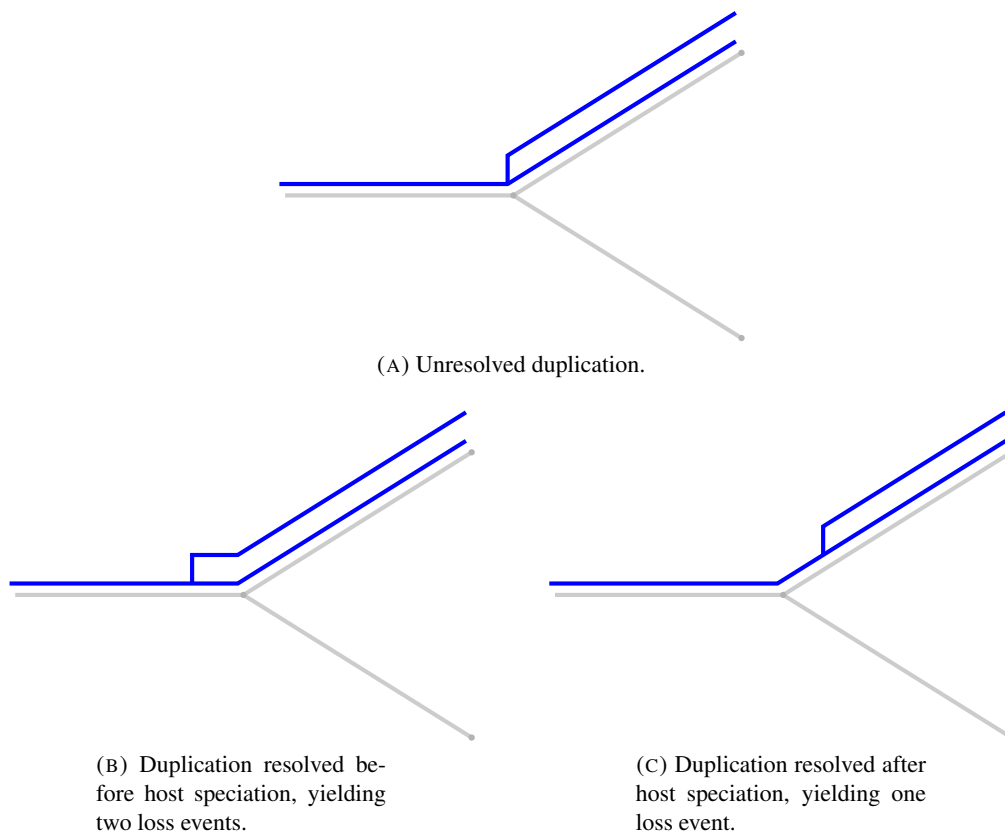 (A) Unresolved duplication.
(B) Duplication resolved be-
fore host speciation, yielding
two loss events.
(C) Duplication resolved after
host speciation, yielding one
loss event.